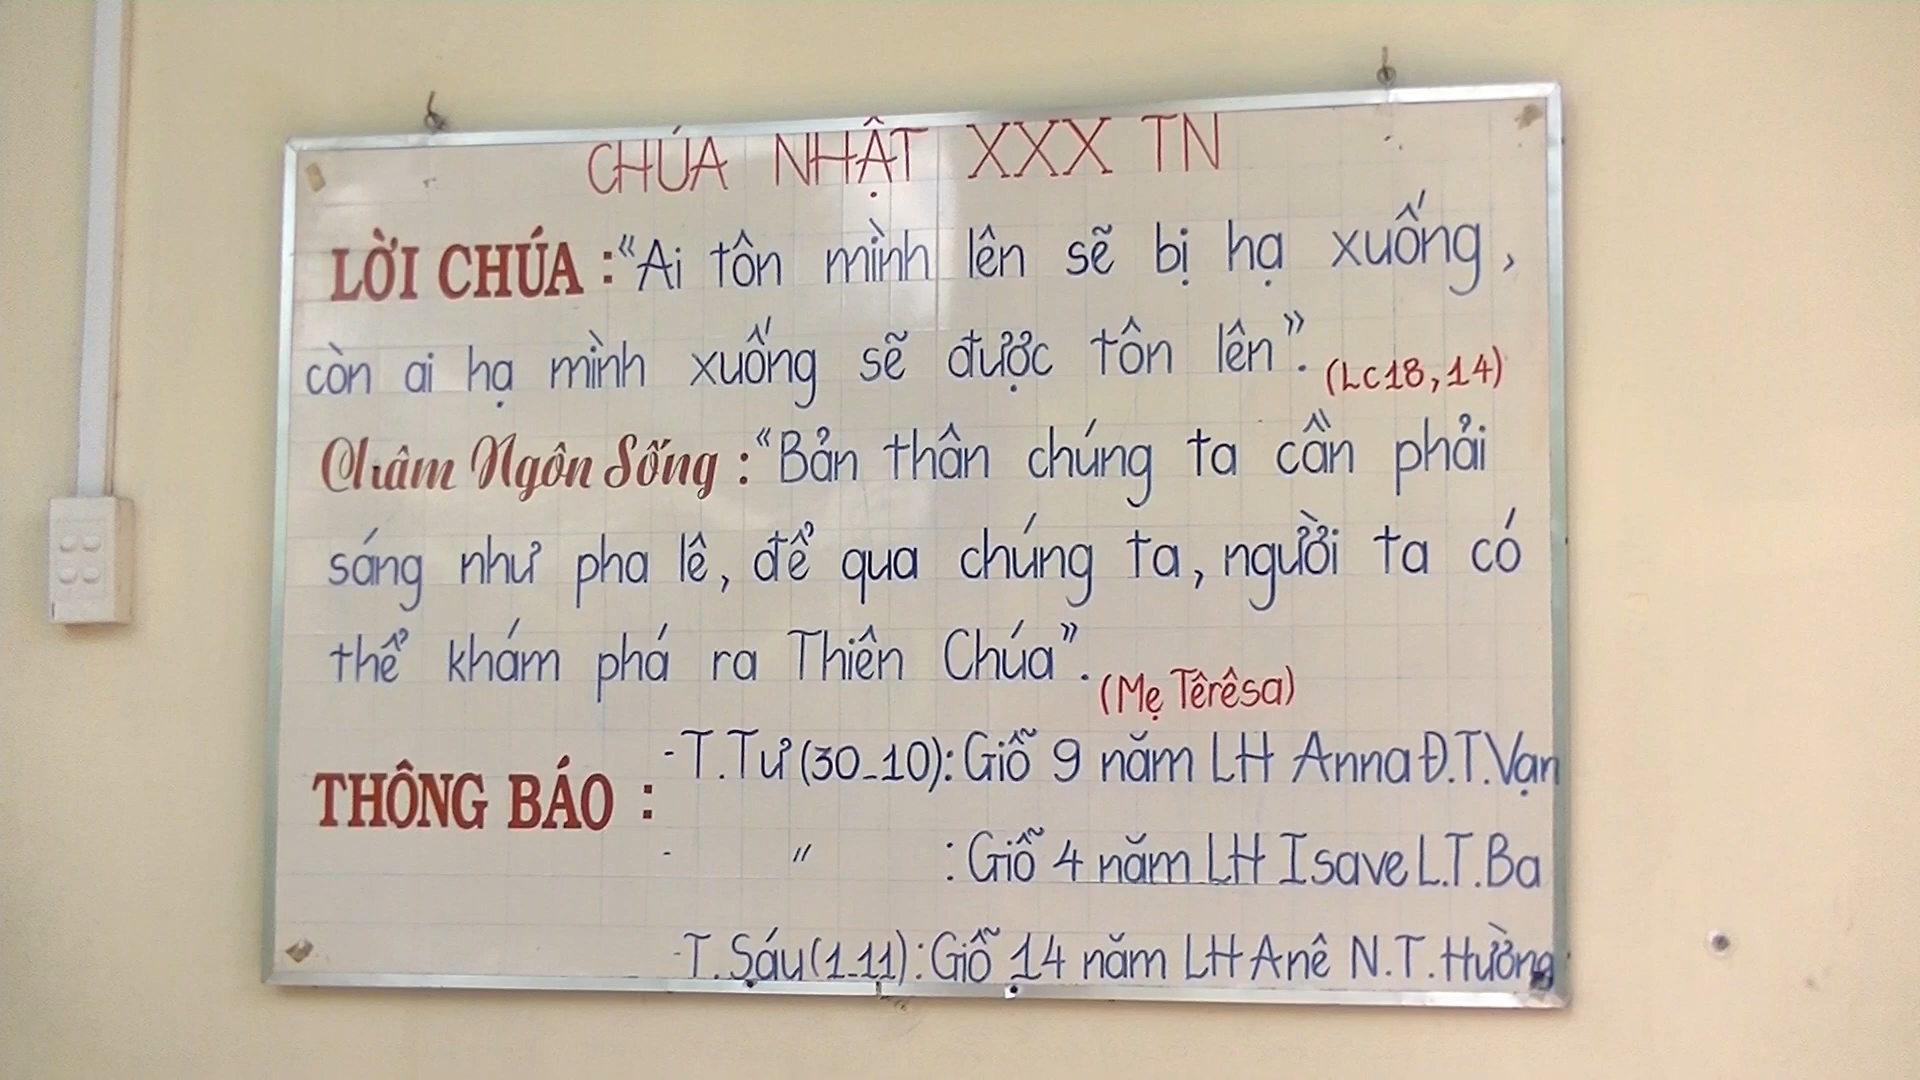 CHÚA NHẬT XXX TN
LỜI CHÚA : “Ai tôn mình lên sẽ bị hạ xuống,
còn ai hạ mình xuống sẽ được tôn lên”. (Lc18,14)
Châm Ngôn Sống : “Bản thân chúng ta cần phải
sáng như pha lê, để qua chúng ta, người ta có
thể khám phá ra Thiên Chúa”. (Mẹ Têrêsa)
THÔNG BÁO : - T.Tư (30_10): Giỗ 9 năm LH Anna Đ.T.Vạn
- " : Giỗ 4 năm LH Isave L.T.Ba
-T.Sáu (1_11): Giỗ 14 năm LH Anê N.T.Hường